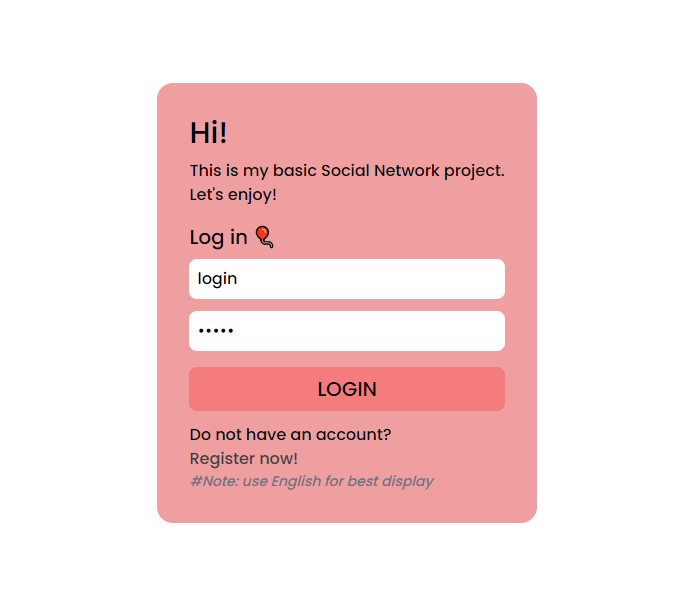 Hi!
This is my basic Social Network project.
Let's enjoy!
Log in 🎈
login
•••••
LOGIN
Do not have an account?
Register now!
#Note: use English for best display